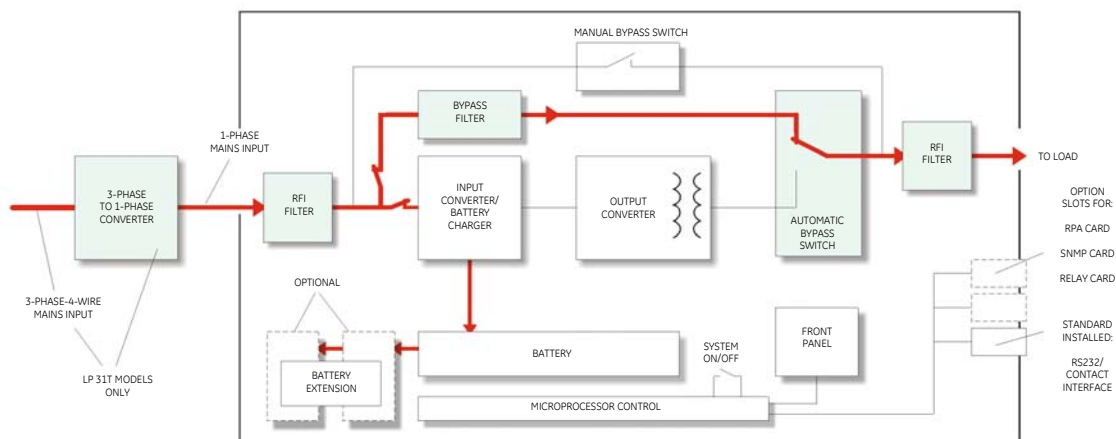 MANUAL BYPASS SWITCH
BYPASS
FILTER
1-PHASE
MAINS INPUT
3-PHASE
TO 1-PHASE
CONVERTER
RFI
FILTER
INPUT
CONVERTER/
BATTERY
CHARGER
OUTPUT
CONVERTER
AUTOMATIC
BYPASS
SWITCH
RFI
FILTER
TO LOAD
OPTION
SLOTS FOR:
RPA CARD
SNMP CARD
RELAY CARD
3-PHASE-4-WIRE
MAINS INPUT
LP 31T MODELS
ONLY
OPTIONAL
BATTERY
EXTENSION
BATTERY
SYSTEM
ON/OFF
FRONT
PANEL
MICROPROCESSOR CONTROL
STANDARD
INSTALLED:
RS232/
CONTACT
INTERFACE